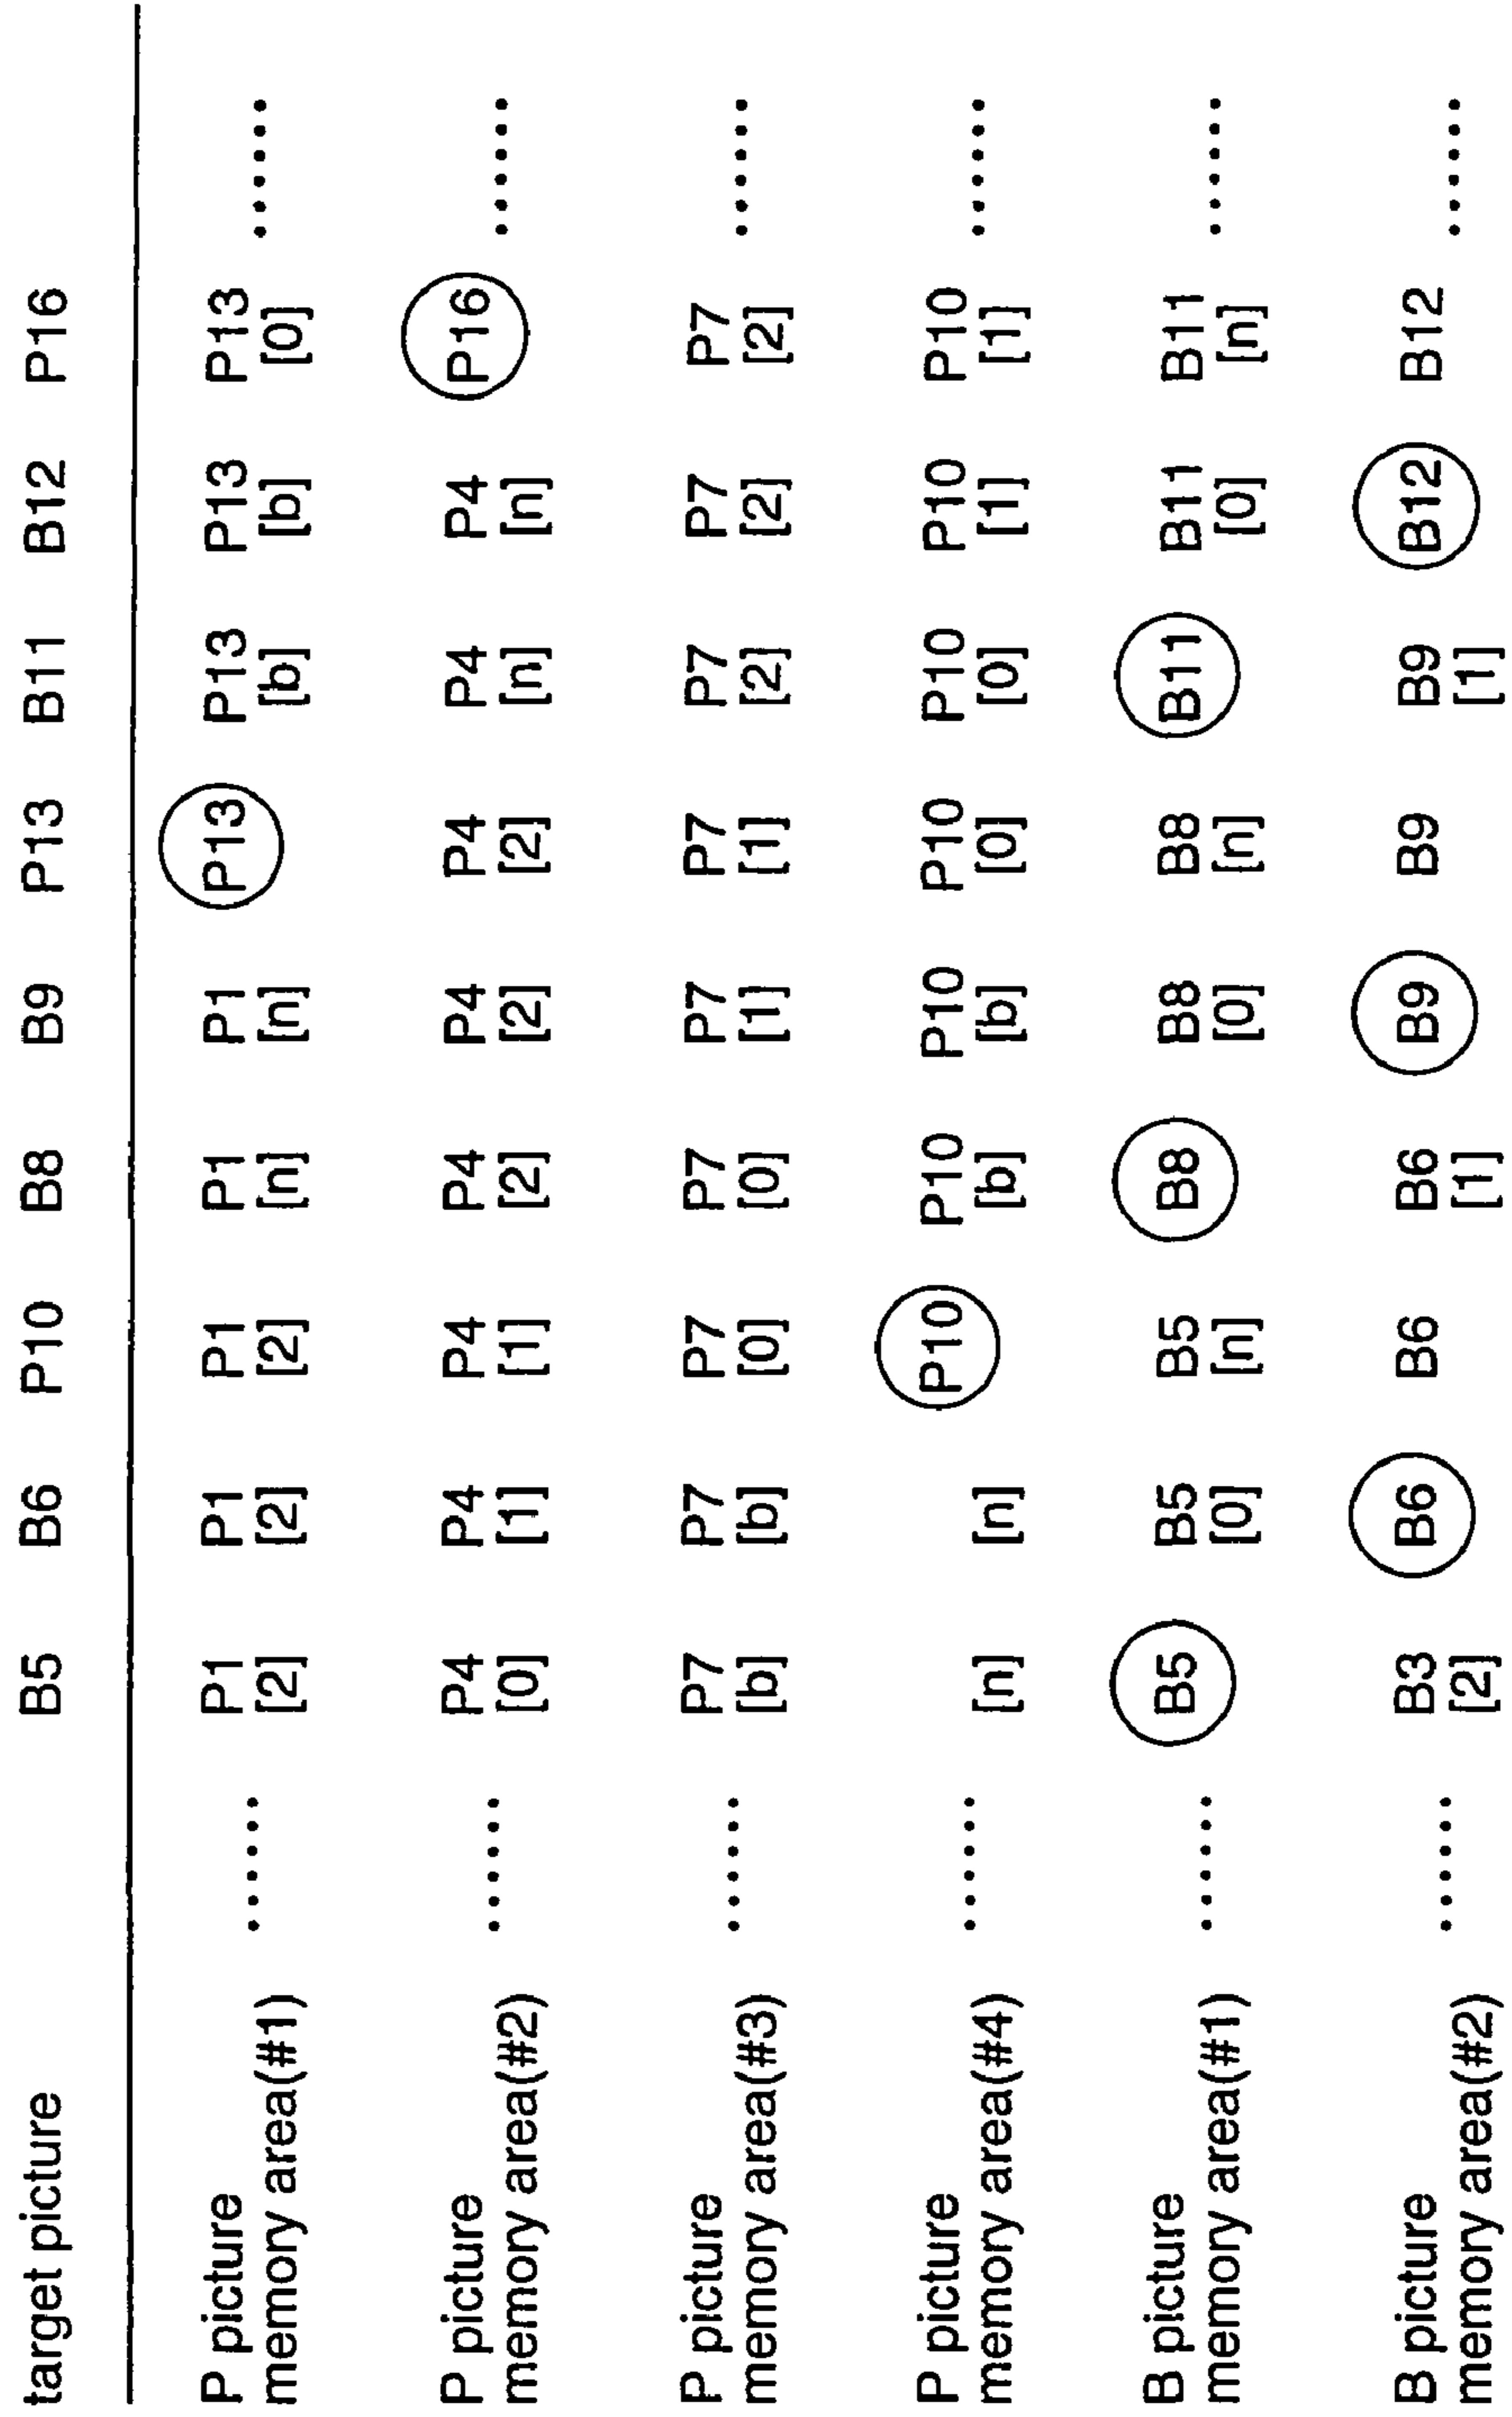 target picture B5 B6 P10 B8 B9 P13 B11 B12 P16
P picture ······ P1 P1 P1 P1 P1 P13 P13 P13 P13 ······
memory area(#1) [2] [2] [2] [n] [n] [b] [b] [0]
P picture ······ P4 P4 P4 P4 P4 P4 P4 P4 P16 ······
memory area(#2) [0] [1] [1] [2] [2] [2] [n] [n]
P picture ······ P7 P7 P7 P7 P7 P7 P7 P7 P7 ······
memory area(#3) [b] [b] [0] [0] [1] [1] [2] [2] [2]
P picture ······ P10 P10 P10 P10 P10 P10 P10 ······
memory area(#4) [n] [n] [b] [b] [0] [0] [1] [1]
B picture ······ B5 B5 B5 B8 B8 B8 B11 B11 B11 ······
memory area(#1) [0] [n] [0] [n] [0] [n]
B picture ······ B3 B6 B6 B6 B9 B9 B9 B12 B12 ······
memory area(#2) [2] [1] [1]